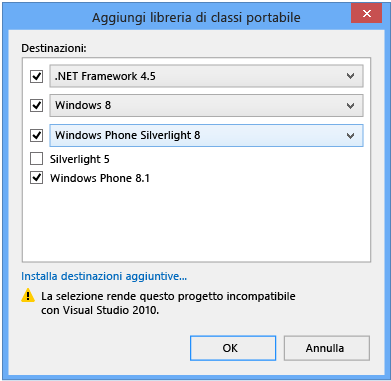 Aggiungi libreria di classi portabile
Destinazioni:
.NET Framework 4.5
Windows 8
Windows Phone Silverlight 8
Silverlight 5
Windows Phone 8.1
Installa destinazioni aggiuntive...
La selezione rende questo progetto incompatibile
con Visual Studio 2010.
OK
Annulla